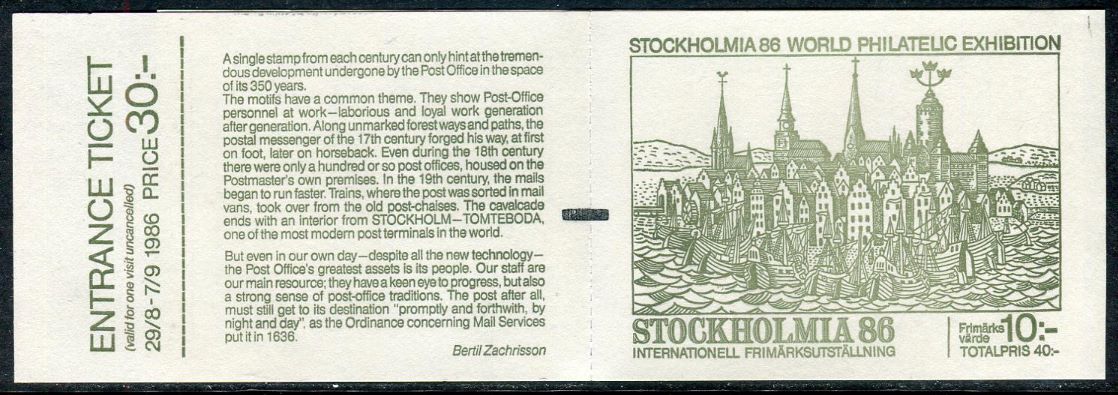 ENTRANCE TICKET
(valid for one visit uncancelled)
29/8-7/9 1986 PRICE 30:-
A single stamp from each century can only hint at the tremen-
dous development undergone by the Post Office in the space
of its 350 years.
The motifs have a common theme. They show Post-Office
personnel at work—laborious and loyal work generation
after generation. Along unmarked forest ways and paths, the
postal messenger of the 17th century forged his way, at first
on foot, later on horseback. Even during the 18th century
there were only a hundred or so post offices, housed on the
Postmaster's own premises. In the 19th century, the mails
began to run faster. Trains, where the post was sorted in mail
vans, took over from the old post-chaises. The cavalcade
ends with an interior from STOCKHOLM—TOMTEBODA,
one of the most modern post terminals in the world.
But even in our own day—despite all the new technology—
the Post Office's greatest assets is its people. Our staff are
our main resource; they have a keen eye to progress, but also
a strong sense of post-office traditions. The post after all,
must still get to its destination "promptly and forthwith, by
night and day", as the Ordinance concerning Mail Services
put it in 1636.
Bertil Zachrisson
STOCKHOLMIA 86 WORLD PHILATELIC EXHIBITION
STOCKHOLMIA 86
INTERNATIONELL FRIMÄRKSUTSTÄLLNING
Frimärks
värde 10:-
TOTALPRIS 40:-